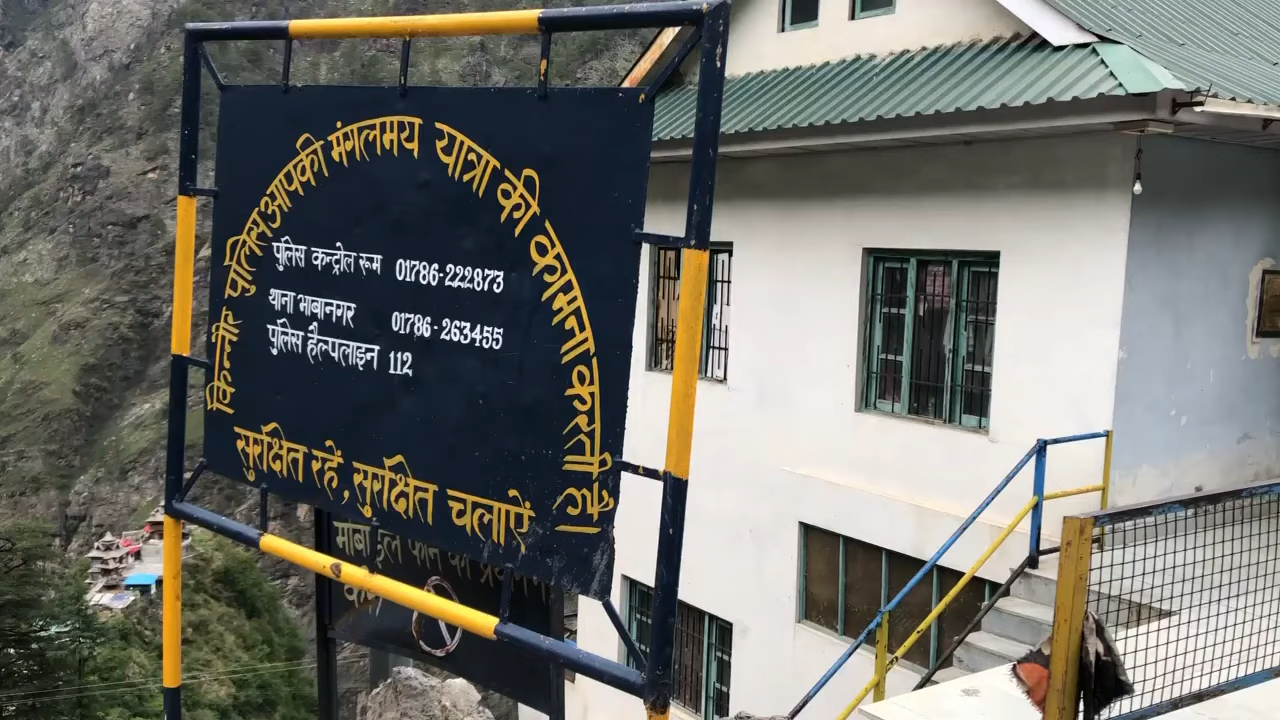 किन्नौर पुलिस आपकी मंगलमय यात्रा की कामना करती है।
पुलिस कन्ट्रोल रूम 01786-222873
थाना भाबानगर 01786-263455
पुलिस हैल्पलाइन 112
सुरक्षित रहें, सुरक्षित चलाऐं
फोन का